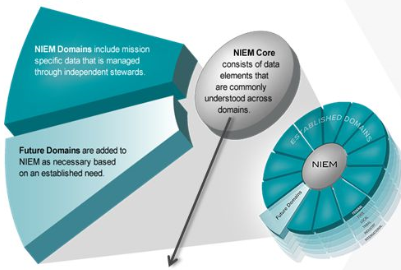 NIEM Domains include mission
specific data that is managed
through independent stewards.
NIEM Core
consists of data
elements that
are commonly
understood across
domains.
Future Domains are added to
NIEM as necessary based
on an established need.
ESTABLISHED DOMAINS
NIEM
Future Domains